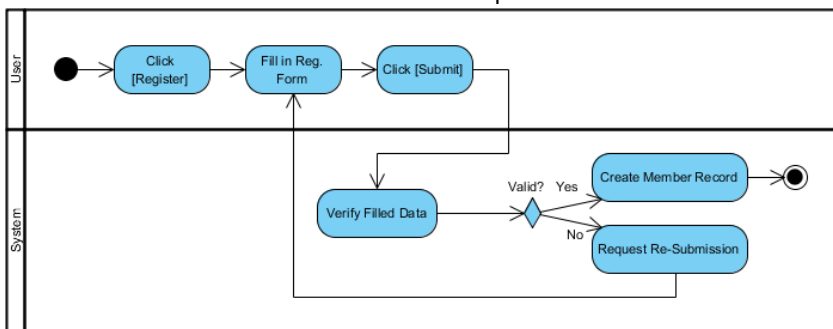 User
Click
[Register]
Fill in Reg.
Form
Click [Submit]
System
Verify Filled Data
Valid?
Yes
No
Create Member Record
Request Re-Submission